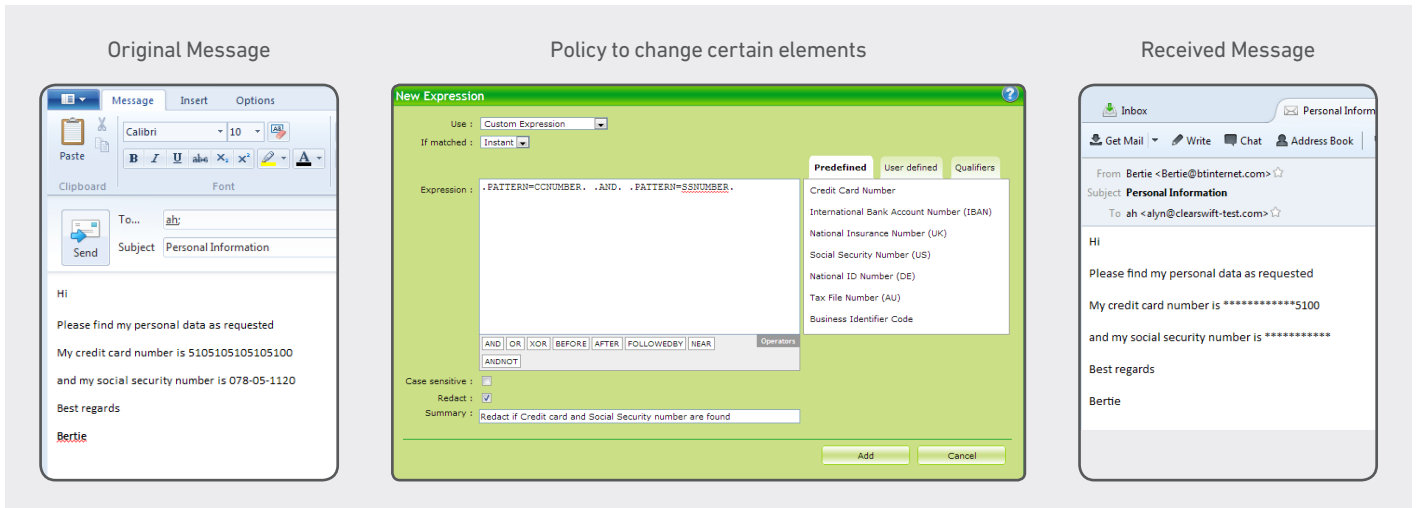 Original Message
Policy to change certain elements
Received Message
Message Insert Options
Calibri 10
Paste
B I U abc X₂ X² A
Clipboard Font
Send
To... ah;
Subject Personal Information
Hi
Please find my personal data as requested
My credit card number is 5105105105105100
and my social security number is 078-05-1120
Best regards
Bertie
New Expression ?
Use : Custom Expression
If matched : Instant
Predefined User defined Qualifiers
Expression : .PATTERN=CCNUMBER. .AND. .PATTERN=SSNUMBER.
Credit Card Number
International Bank Account Number (IBAN)
National Insurance Number (UK)
Social Security Number (US)
National ID Number (DE)
Tax File Number (AU)
Business Identifier Code
AND OR XOR BEFORE AFTER FOLLOWEDBY NEAR Operators
ANDNOT
Case sensitive :
Redact :
Summary : Redact if Credit card and Social Security number are found
Add Cancel
Inbox Personal Inform
Get Mail Write Chat Address Book
From Bertie <Bertie@btinternet.com>
Subject Personal Information
To ah <alyn@clearswift-test.com>
Hi
Please find my personal data as requested
My credit card number is ************5100
and my social security number is ***********
Best regards
Bertie